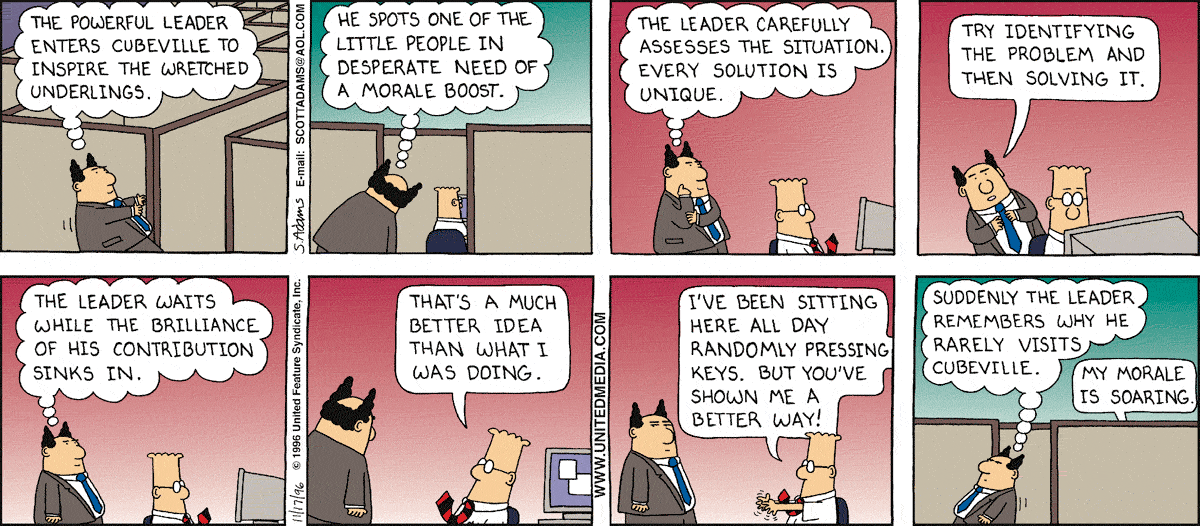 THE POWERFUL LEADER
ENTERS CUBEVILLE TO
INSPIRE THE WRETCHED
UNDERLINGS.
S.Adams E-mail: SCOTTADAMS@AOL.COM
HE SPOTS ONE OF THE
LITTLE PEOPLE IN
DESPERATE NEED OF
A MORALE BOOST.
THE LEADER CAREFULLY
ASSESSES THE SITUATION.
EVERY SOLUTION IS
UNIQUE.
TRY IDENTIFYING
THE PROBLEM AND
THEN SOLVING IT.
THE LEADER WAITS
WHILE THE BRILLIANCE
OF HIS CONTRIBUTION
SINKS IN.
11/17/96 © 1996 United Feature Syndicate, Inc.
THAT'S A MUCH
BETTER IDEA
THAN WHAT I
WAS DOING.
WWW.UNITEDMEDIA.COM
I'VE BEEN SITTING
HERE ALL DAY
RANDOMLY PRESSING
KEYS. BUT YOU'VE
SHOWN ME A
BETTER WAY!
SUDDENLY THE LEADER
REMEMBERS WHY HE
RARELY VISITS
CUBEVILLE.
MY MORALE
IS SOARING.